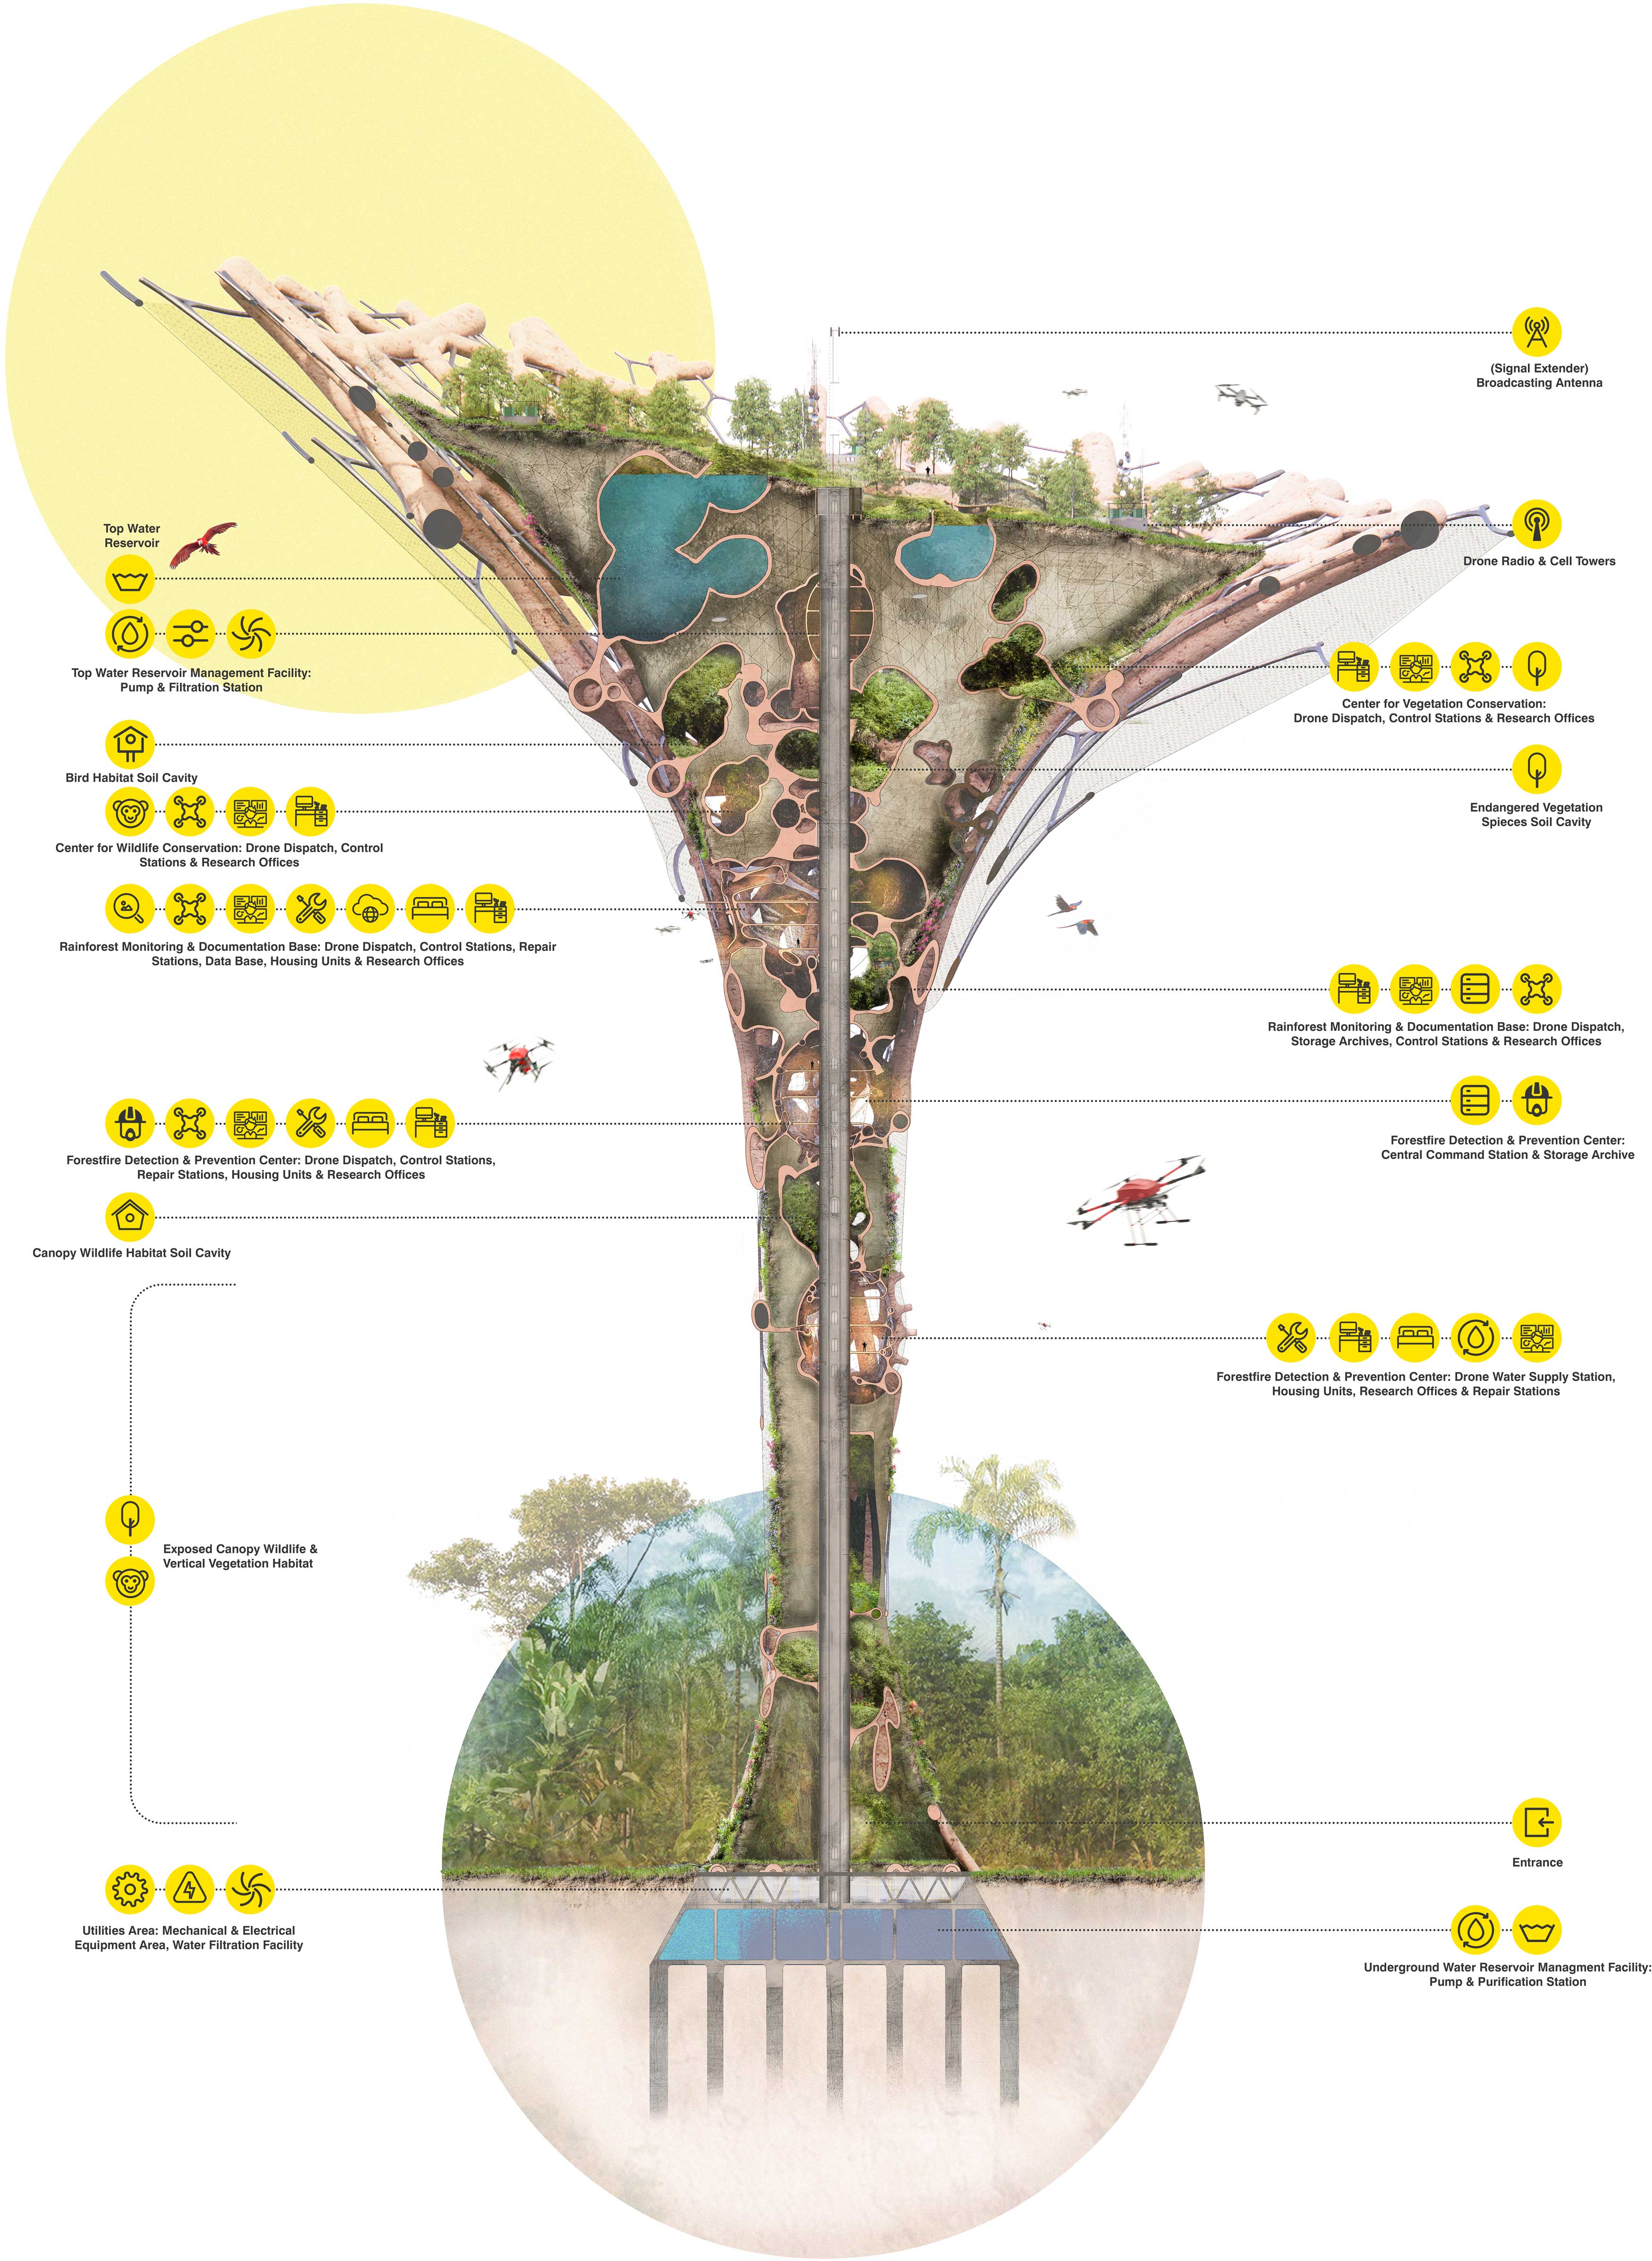 (Signal Extender)
Broadcasting Antenna
Top Water
Reservoir
Drone Radio & Cell Towers
Top Water Reservoir Management Facility:
Pump & Filtration Station
Center for Vegetation Conservation:
Drone Dispatch, Control Stations & Research Offices
Bird Habitat Soil Cavity
Endangered Vegetation
Spieces Soil Cavity
Center for Wildlife Conservation: Drone Dispatch, Control
Stations & Research Offices
Rainforest Monitoring & Documentation Base: Drone Dispatch, Control Stations, Repair
Stations, Data Base, Housing Units & Research Offices
Rainforest Monitoring & Documentation Base: Drone Dispatch,
Storage Archives, Control Stations & Research Offices
Forestfire Detection & Prevention Center:
Central Command Station & Storage Archive
Forestfire Detection & Prevention Center: Drone Dispatch, Control Stations,
Repair Stations, Housing Units & Research Offices
Canopy Wildlife Habitat Soil Cavity
Forestfire Detection & Prevention Center: Drone Water Supply Station,
Housing Units, Research Offices & Repair Stations
Exposed Canopy Wildlife &
Vertical Vegetation Habitat
Entrance
Utilities Area: Mechanical & Electrical
Equipment Area, Water Filtration Facility
Underground Water Reservoir Managment Facility:
Pump & Purification Station